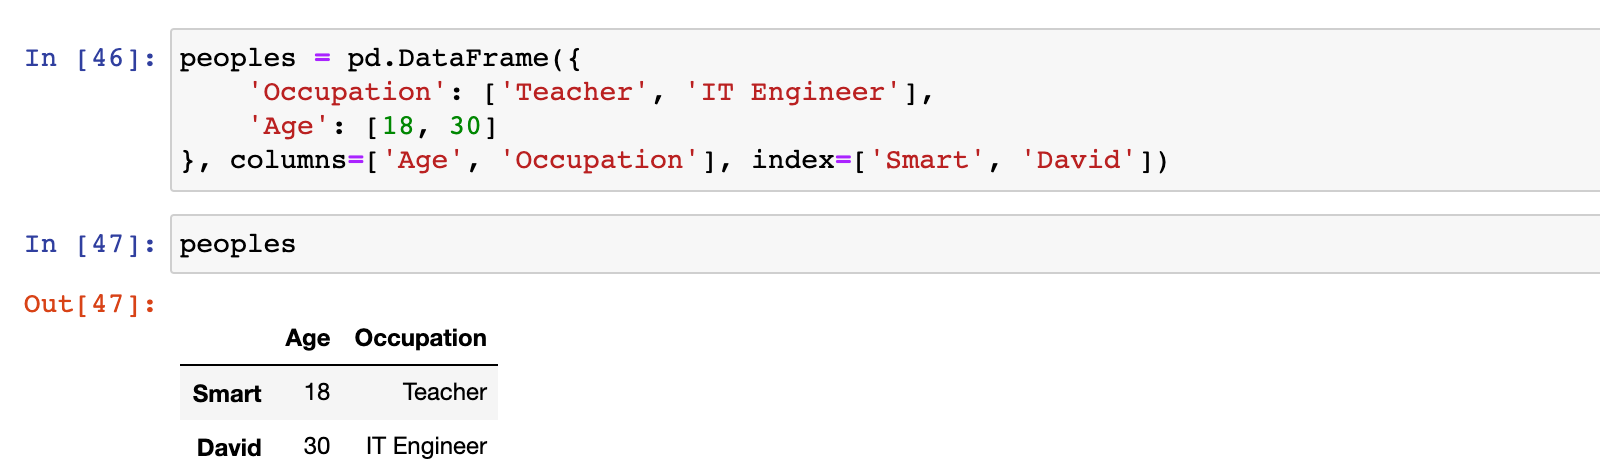 In [46]: peoples = pd.DataFrame({
    'Occupation': ['Teacher', 'IT Engineer'],
    'Age': [18, 30]
}, columns=['Age', 'Occupation'], index=['Smart', 'David'])
In [47]: peoples
Out[47]:
Age Occupation
Smart 18 Teacher
David 30 IT Engineer